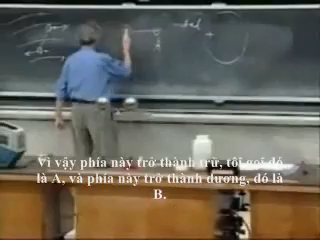 A
Vì vậy phía này trở thành trừ, tôi gọi đó
là A, và phía này trở thành dương, đó là
B.